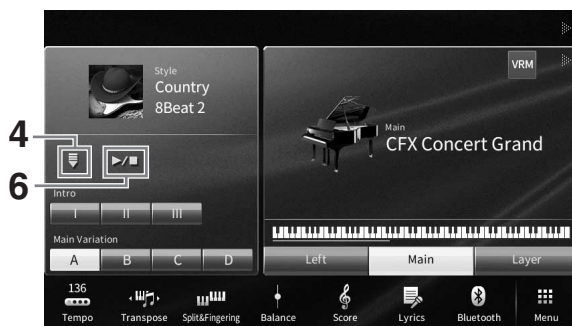 Style
Country
8Beat 2
VRM
Main
CFX Concert Grand
4
6
Intro
I II III
Main Variation
A B C D
Left Main Layer
136
Tempo Transpose Split&Fingering Balance Score Lyrics Bluetooth Menu